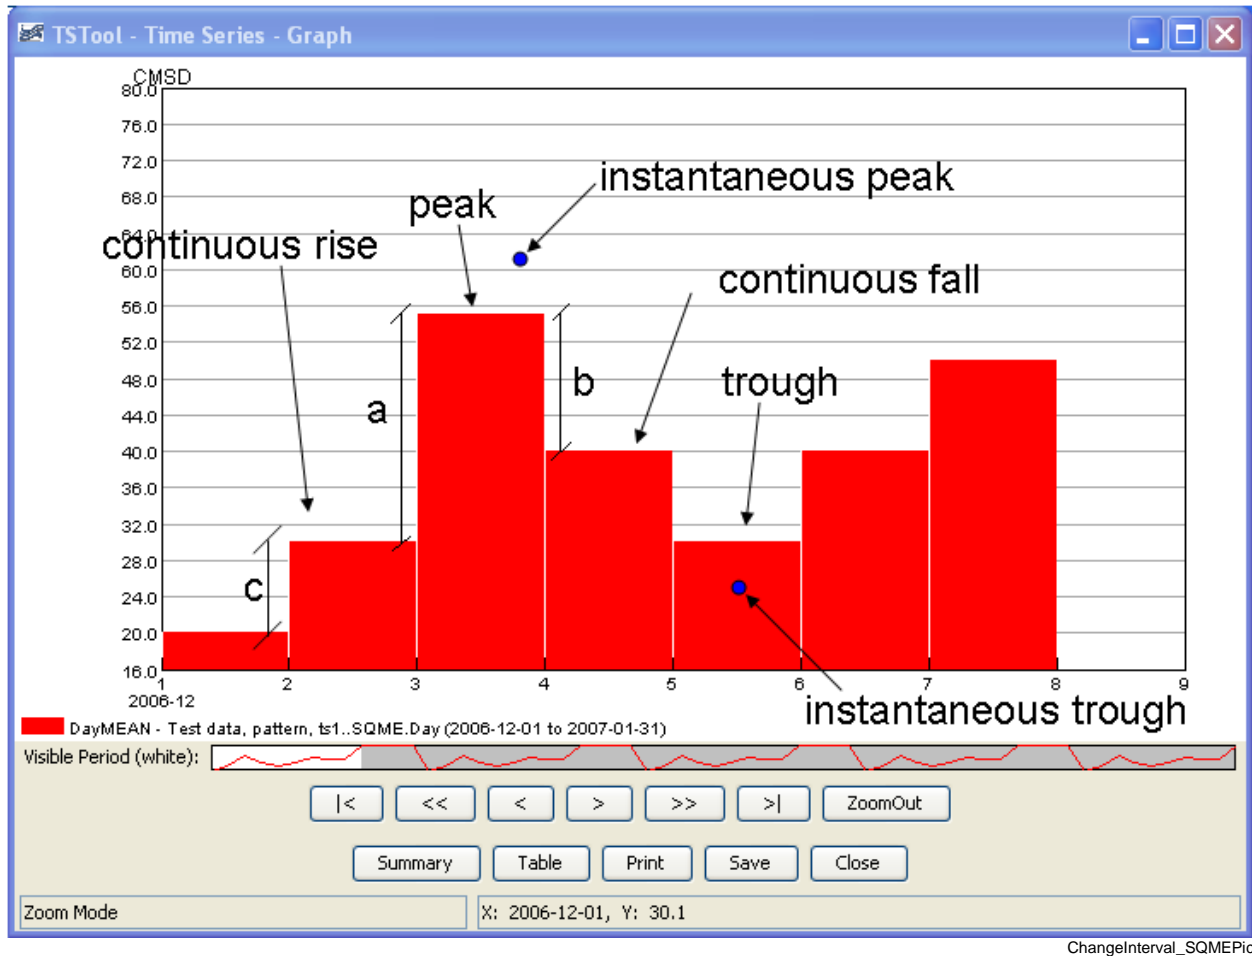 TSTool - Time Series - Graph
CMSD
80.0
76.0
72.0
instantaneous peak
68.0
peak
64.0
continuous rise
60.0
continuous fall
56.0
52.0
48.0
b
trough
44.0
a
40.0
36.0
32.0
28.0
c
24.0
20.0
16.0
1 2 3 4 5 6 7 8 9
2006-12
instantaneous trough
DayMEAN - Test data, pattern, ts1..SQME.Day (2006-12-01 to 2007-01-31)
Visible Period (white):
|< << < > >> >| ZoomOut
Summary Table Print Save Close
Zoom Mode X: 2006-12-01, Y: 30.1
ChangeInterval_SQMEPic